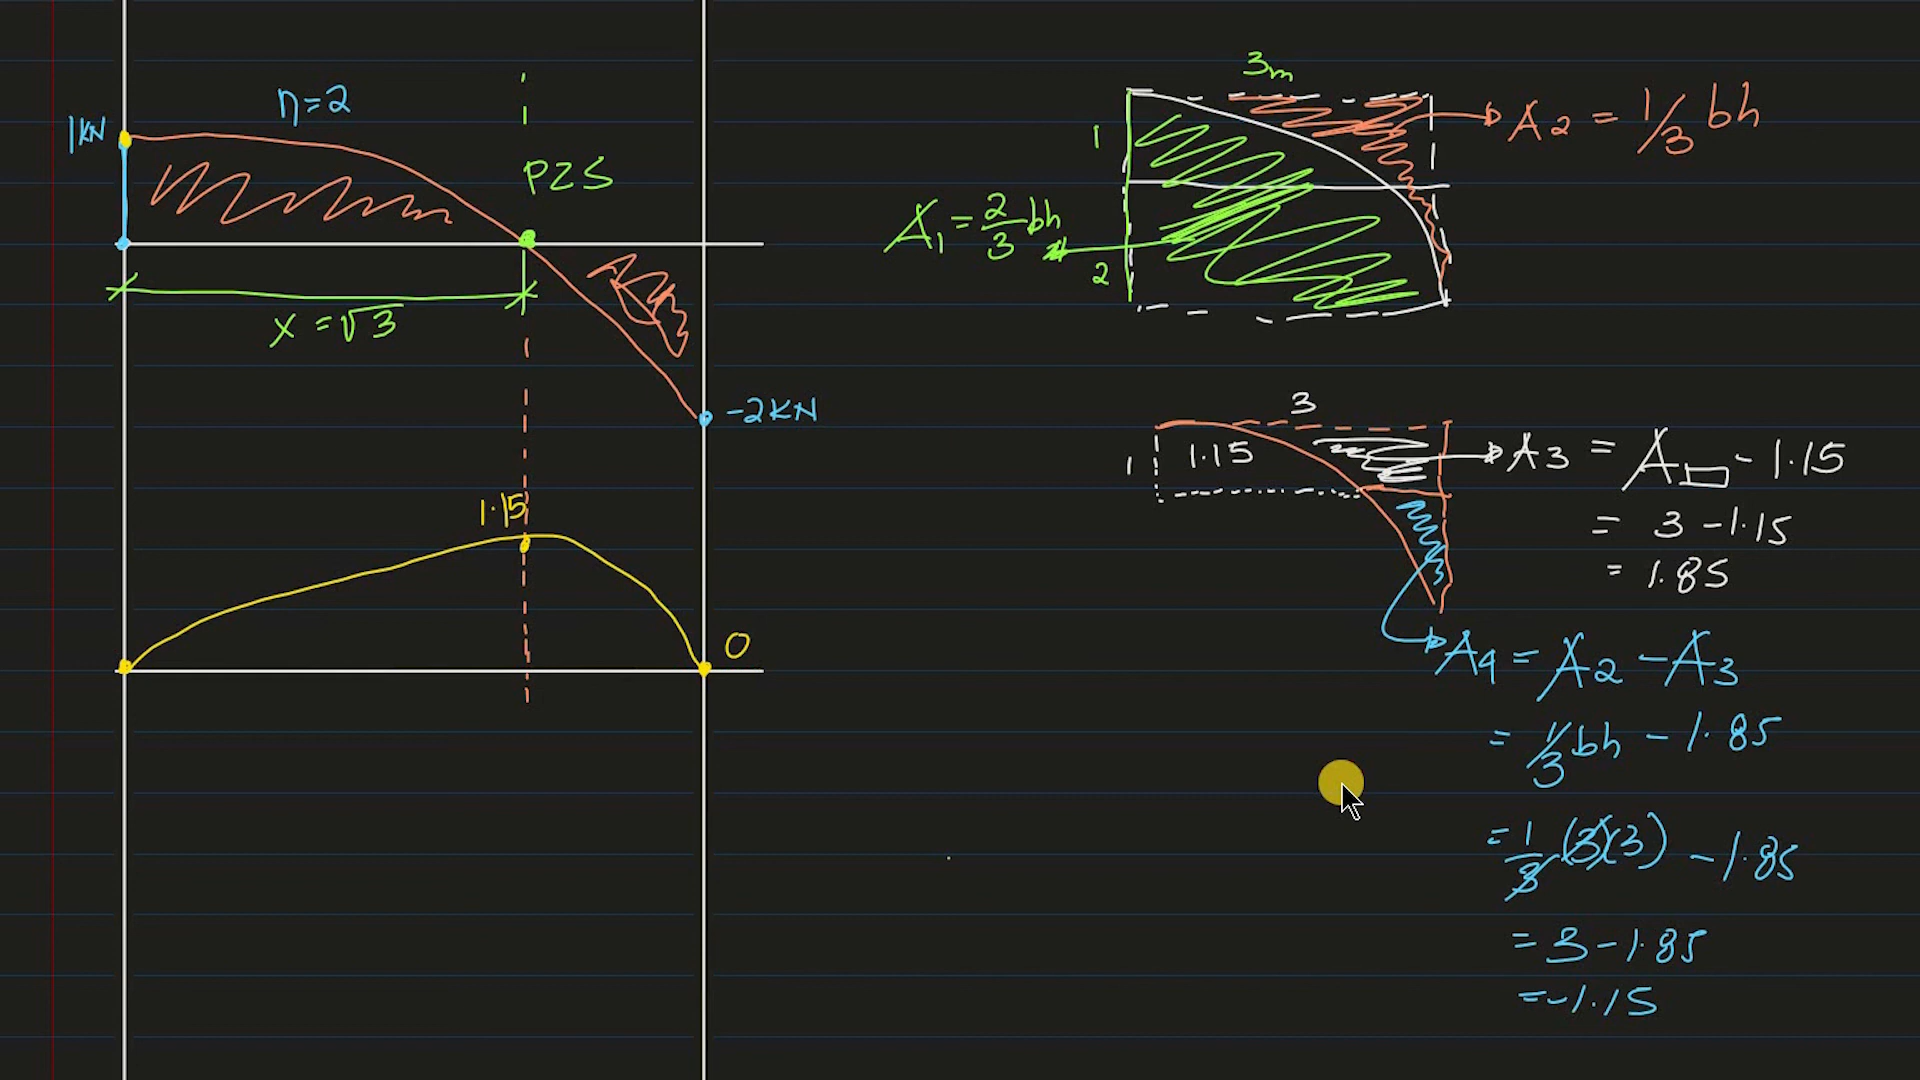 η=2
1KN
PZS
x = √3
-2KN
1.15
0
3m
1
2
A1 = 2/3 bh
A2 = 1/3 bh
3
1
1.15
A3 = A▭ - 1.15
= 3 - 1.15
= 1.85
A4 = A2 - A3
= 1/3 bh - 1.85
= 1/3 (3)(3) - 1.85
= 3 - 1.85
= -1.15